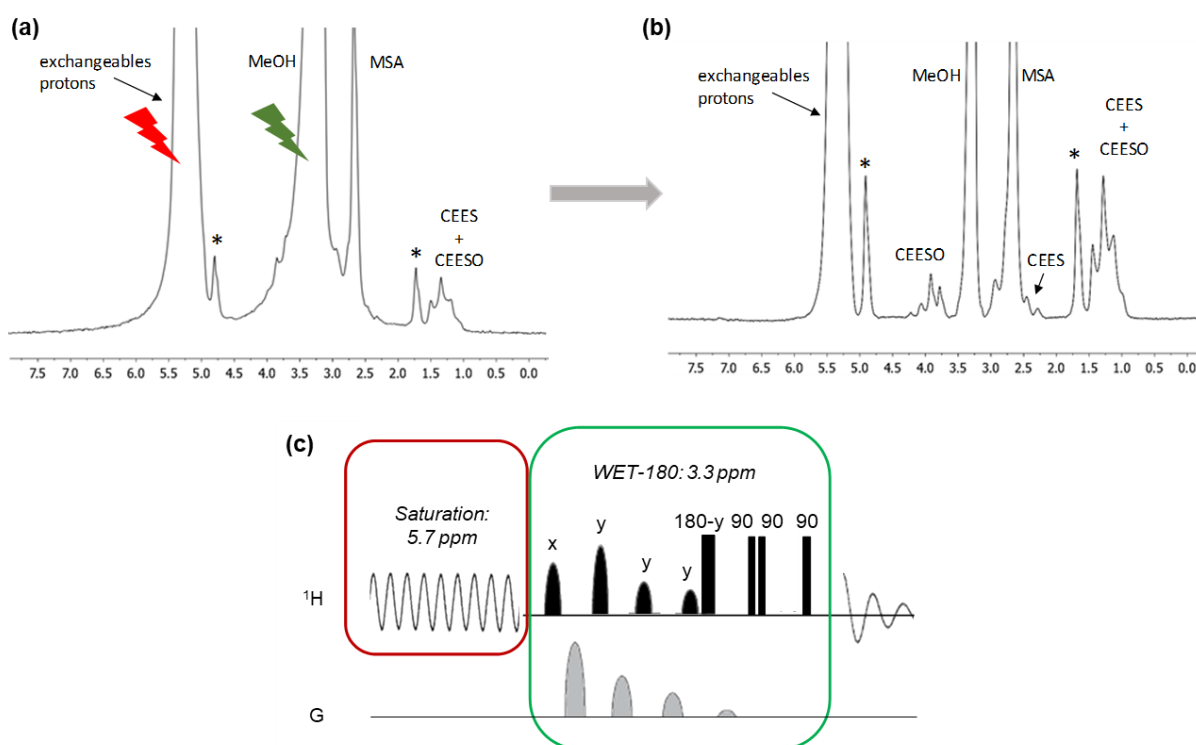 (a)
exchangeables
protons
MeOH
MSA
*
*
CEES
+
CEESO
7.5 7.0 6.5 6.0 5.5 5.0 4.5 4.0 3.5 3.0 2.5 2.0 1.5 1.0 0.5 0.0
(b)
exchangeables
protons
MeOH
MSA
CEES
+
CEESO
*
*
CEESO
CEES
7.5 7.0 6.5 6.0 5.5 5.0 4.5 4.0 3.5 3.0 2.5 2.0 1.5 1.0 0.5 0.0
(c)
Saturation:
5.7 ppm
WET-180: 3.3 ppm
x y y y 180-y 90 90 90
1H
G